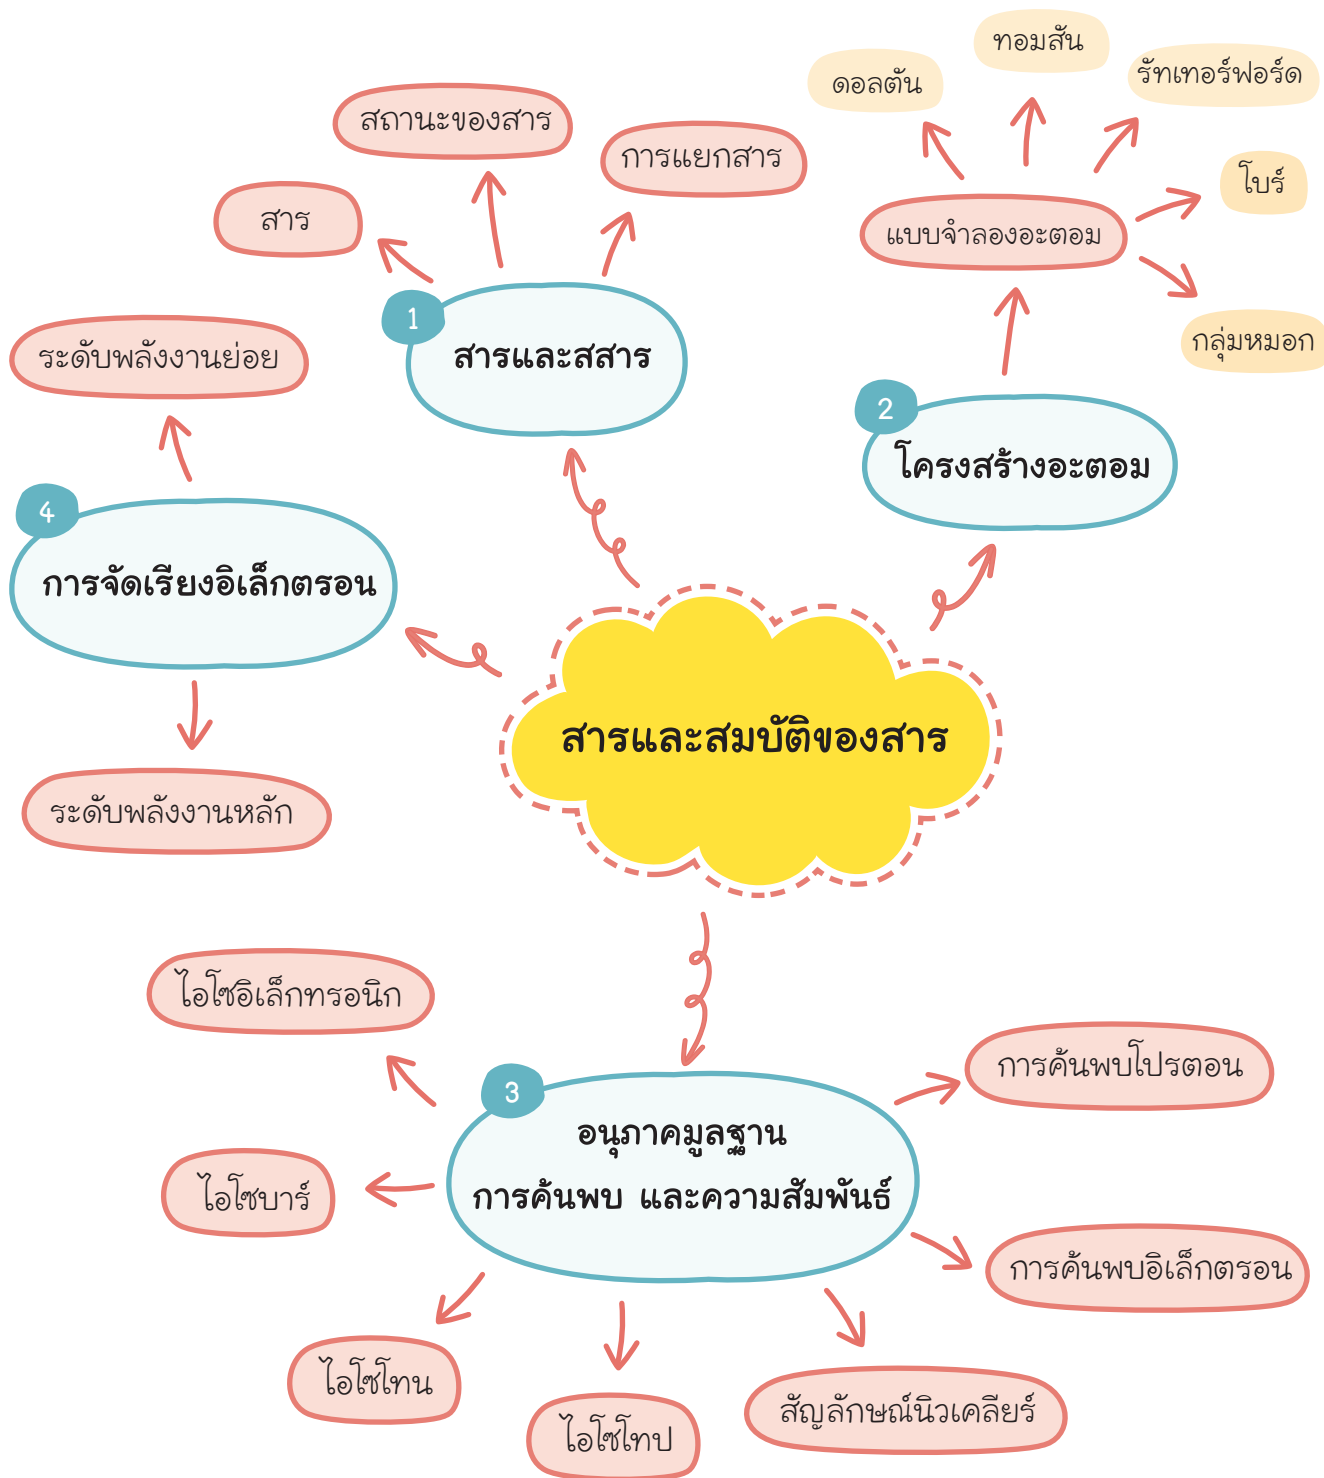 ทอมสัน
ดอลตัน
รัทเทอร์ฟอร์ด
สถานะของสาร
การแยกสาร
สาร
โบร์
แบบจำลองอะตอม
กลุ่มหมอก
1
สารและสสาร
ระดับพลังงานย่อย
2
โครงสร้างอะตอม
4
การจัดเรียงอิเล็กตรอน
สารและสมบัติของสาร
ระดับพลังงานหลัก
ไอโซอิเล็กทรอนิก
การค้นพบโปรตอน
3
อนุภาคมูลฐาน
การค้นพบ และความสัมพันธ์
ไอโซบาร์
การค้นพบอิเล็กตรอน
ไอโซโทน
สัญลักษณ์นิวเคลียร์
ไอโซโทป